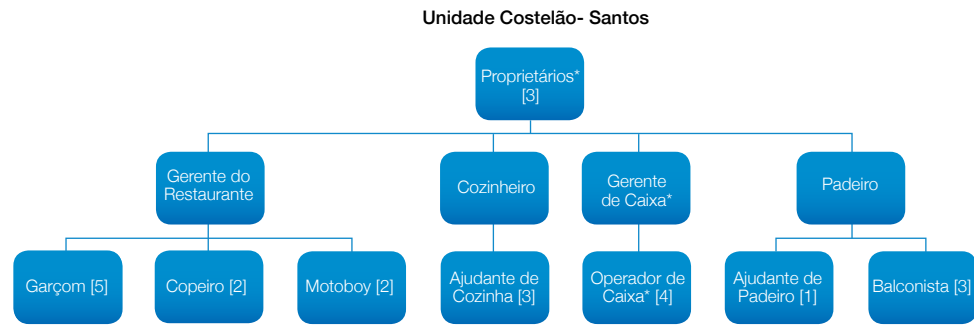 Unidade Costelão- Santos
Proprietários*
[3]
Gerente do
Restaurante
Cozinheiro
Gerente
de Caixa*
Padeiro
Garçom [5]
Copeiro [2]
Motoboy [2]
Ajudante de
Cozinha [3]
Operador de
Caixa* [4]
Ajudante de
Padeiro [1]
Balconista [3]